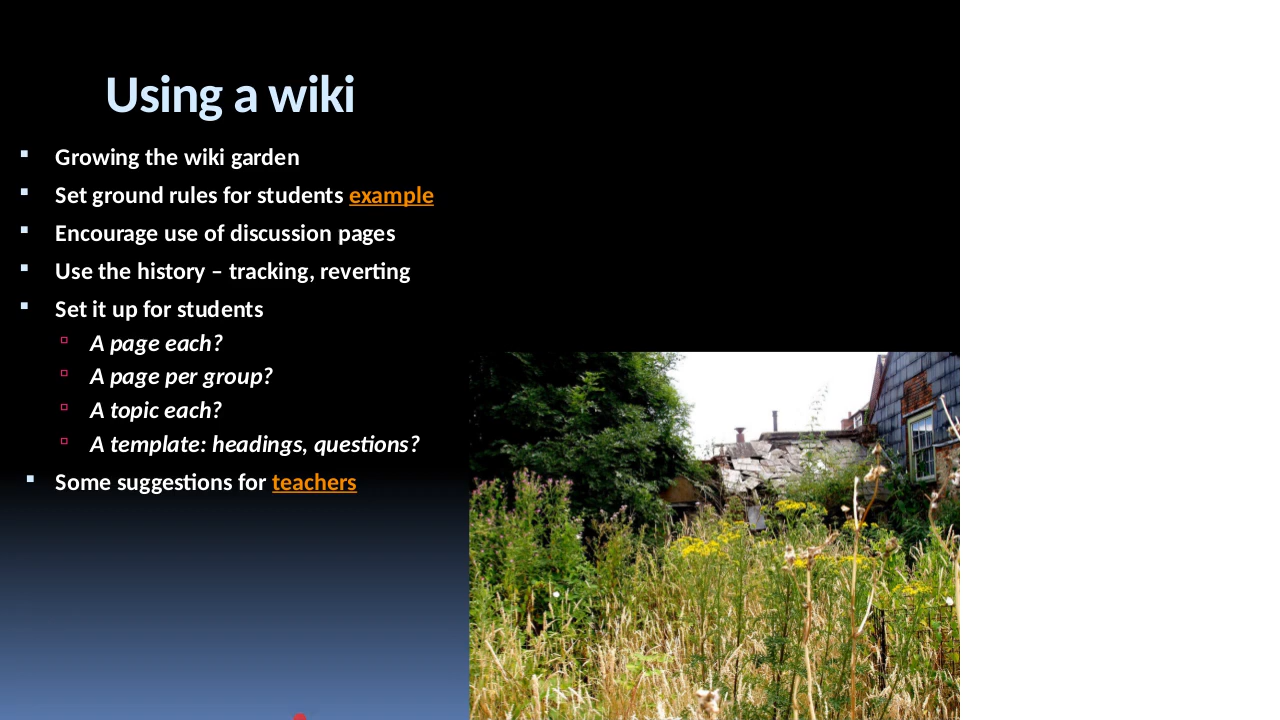 Using a wiki
Growing the wiki garden
Set ground rules for students example
Encourage use of discussion pages
Use the history – tracking, reverting
Set it up for students
A page each?
A page per group?
A topic each?
A template: headings, questions?
Some suggestions for teachers